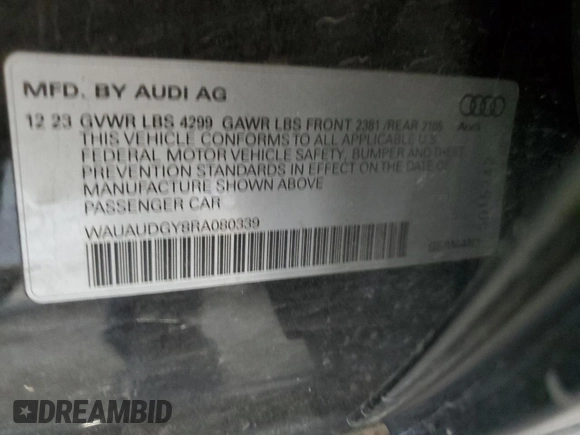 MFD. BY AUDI AG
12 23 GVWR LBS 4299 GAWR LBS FRONT 2381 /REAR 2106
Audi
THIS VEHICLE CONFORMS TO ALL APPLICABLE U.S.
FEDERAL MOTOR VEHICLE SAFETY, BUMPER AND THEFT
PREVENTION STANDARDS IN EFFECT ON THE DATE OF
MANUFACTURE SHOWN ABOVE
PASSENGER CAR
WAUAUDGY8RA080339
GERMANY
DREAMBID